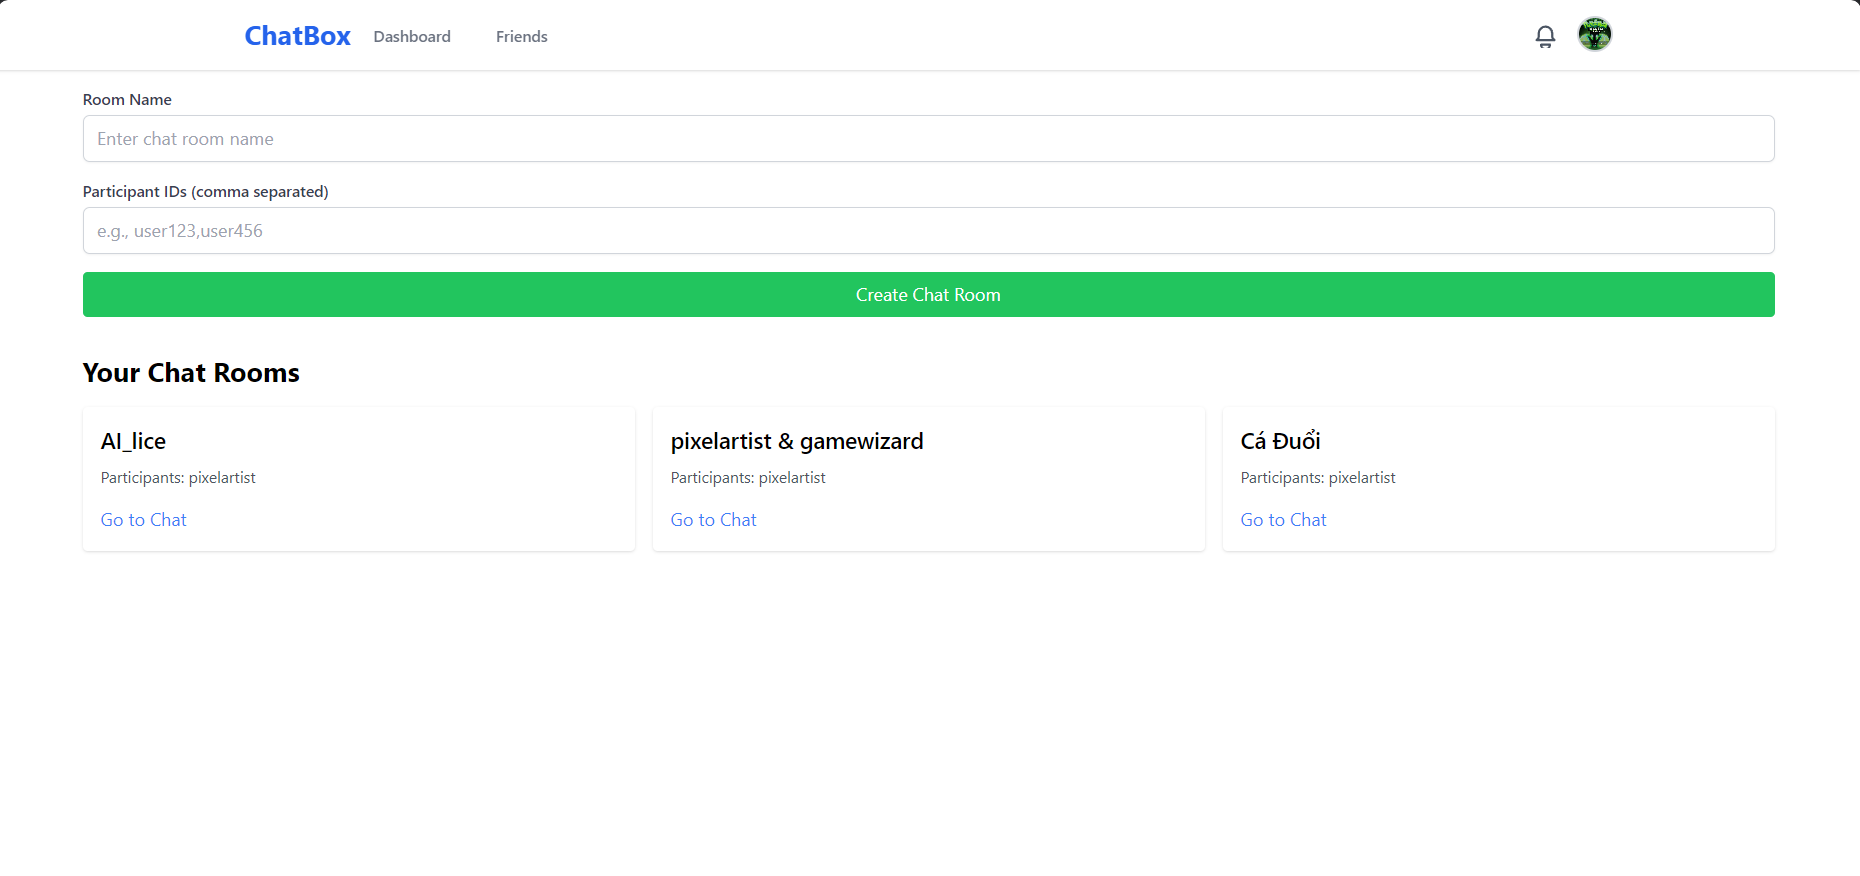 ChatBox Dashboard Friends
Room Name
Enter chat room name
Participant IDs (comma separated)
e.g., user123,user456
Create Chat Room
Your Chat Rooms
AI_lice
Participants: pixelartist
Go to Chat
pixelartist & gamewizard
Participants: pixelartist
Go to Chat
Cá Đuối
Participants: pixelartist
Go to Chat